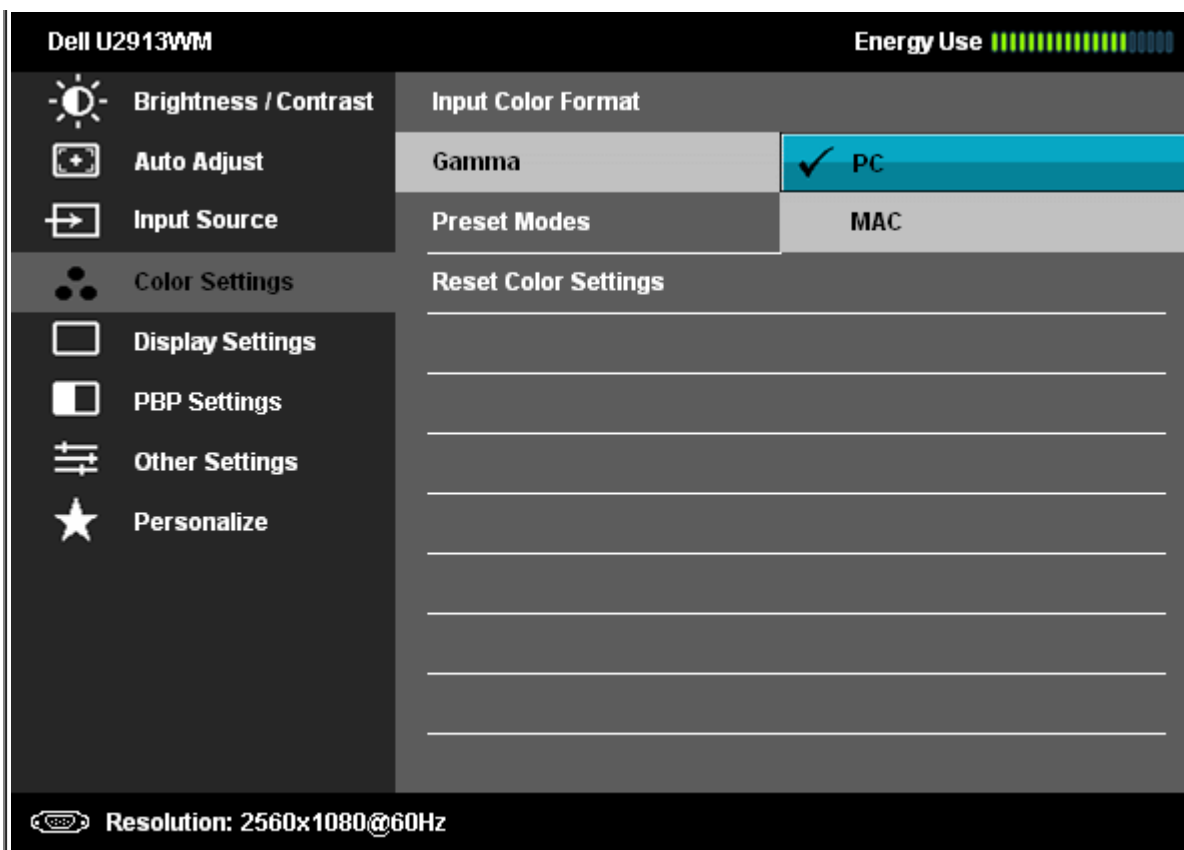 Dell U2913WM
Energy Use
Brightness / Contrast
Input Color Format
Auto Adjust
Gamma
PC
Input Source
Preset Modes
MAC
Color Settings
Reset Color Settings
Display Settings
PBP Settings
Other Settings
Personalize
Resolution: 2560x1080@60Hz